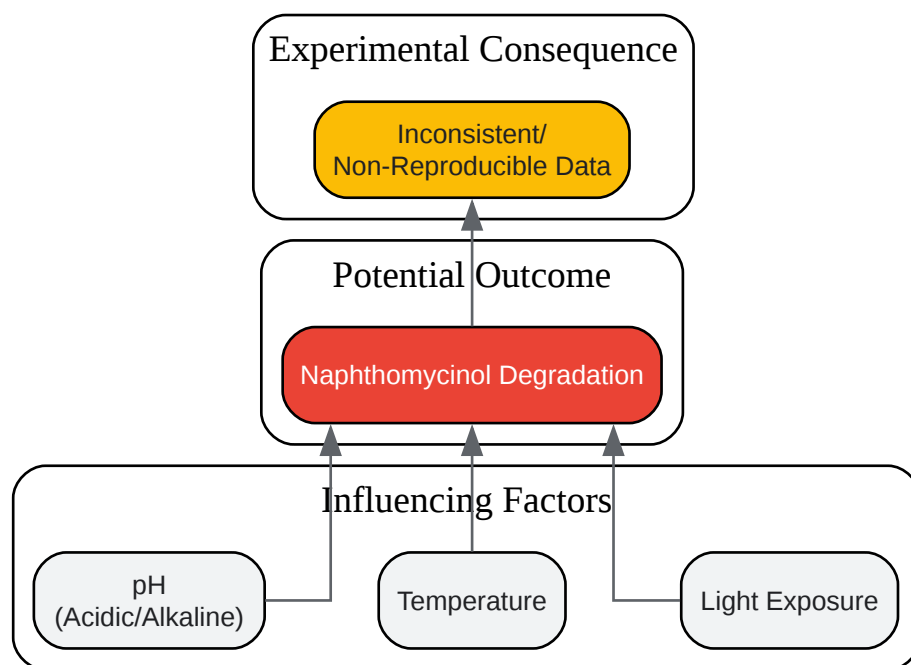 Experimental Consequence
Inconsistent/
Non-Reproducible Data
Potential Outcome
Naphthomycinol Degradation
Influencing Factors
pH
(Acidic/Alkaline)
Temperature
Light Exposure